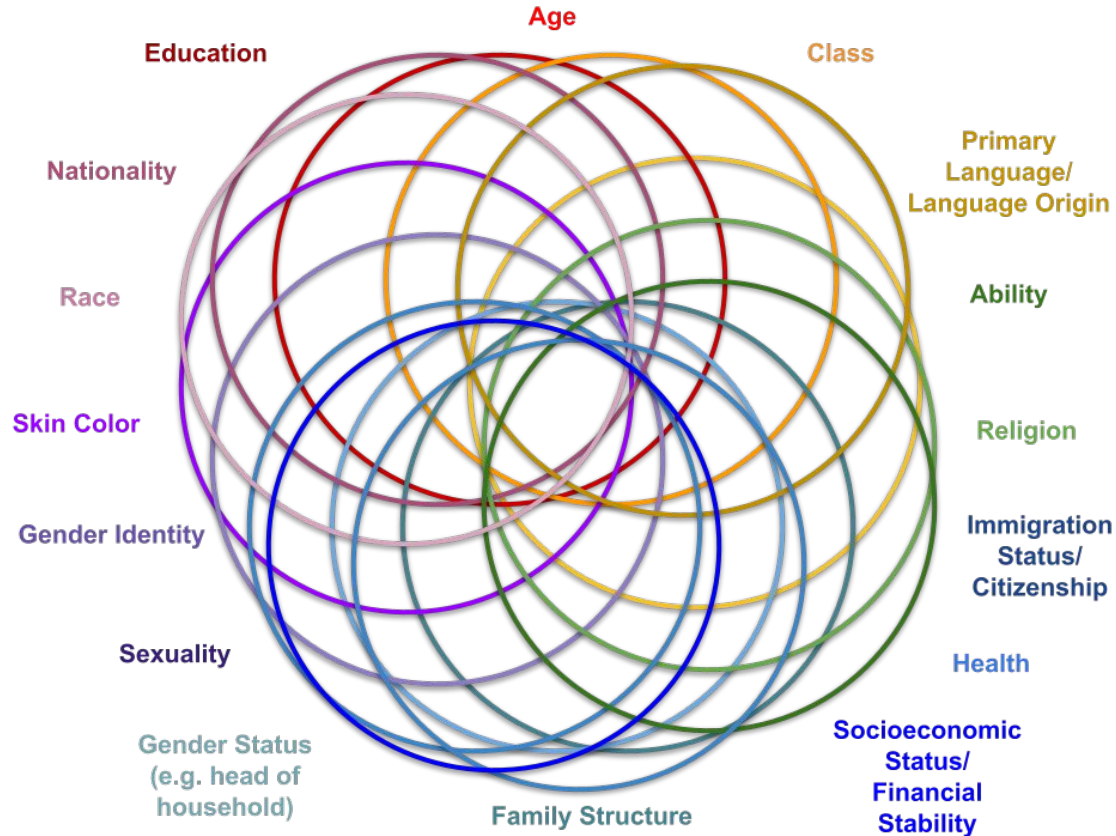 Age
Education
Class
Primary
Language/
Language Origin
Nationality
Race
Ability
Skin Color
Religion
Gender Identity
Immigration
Status/
Citizenship
Sexuality
Health
Gender Status
(e.g. head of
household)
Socioeconomic
Status/
Financial
Stability
Family Structure